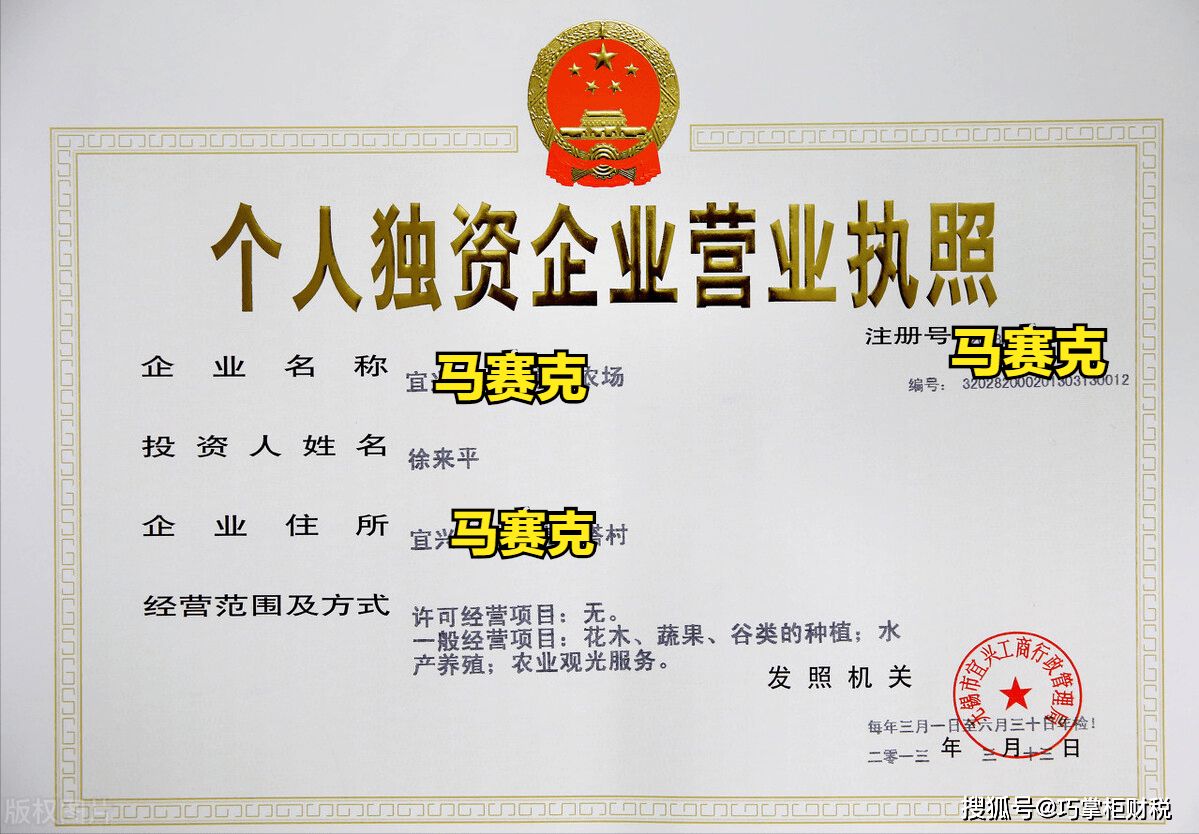 个人独资企业营业执照
注册号 马赛克
编号： 320282000201303130012
企业名称 宜 马赛克 农场
投资人姓名 徐来平
企业住所 宜兴 马赛克 塔村
经营范围及方式 许可经营项目：无。
一般经营项目：花木、蔬果、谷类的种植；水
产养殖；农业观光服务。
发照机关
无锡市宜兴工商行政管理局
每年三月一日至六月三十日年检！
二零一三 年 三 月 十三 日
版权图片
搜狐号@巧掌柜财税